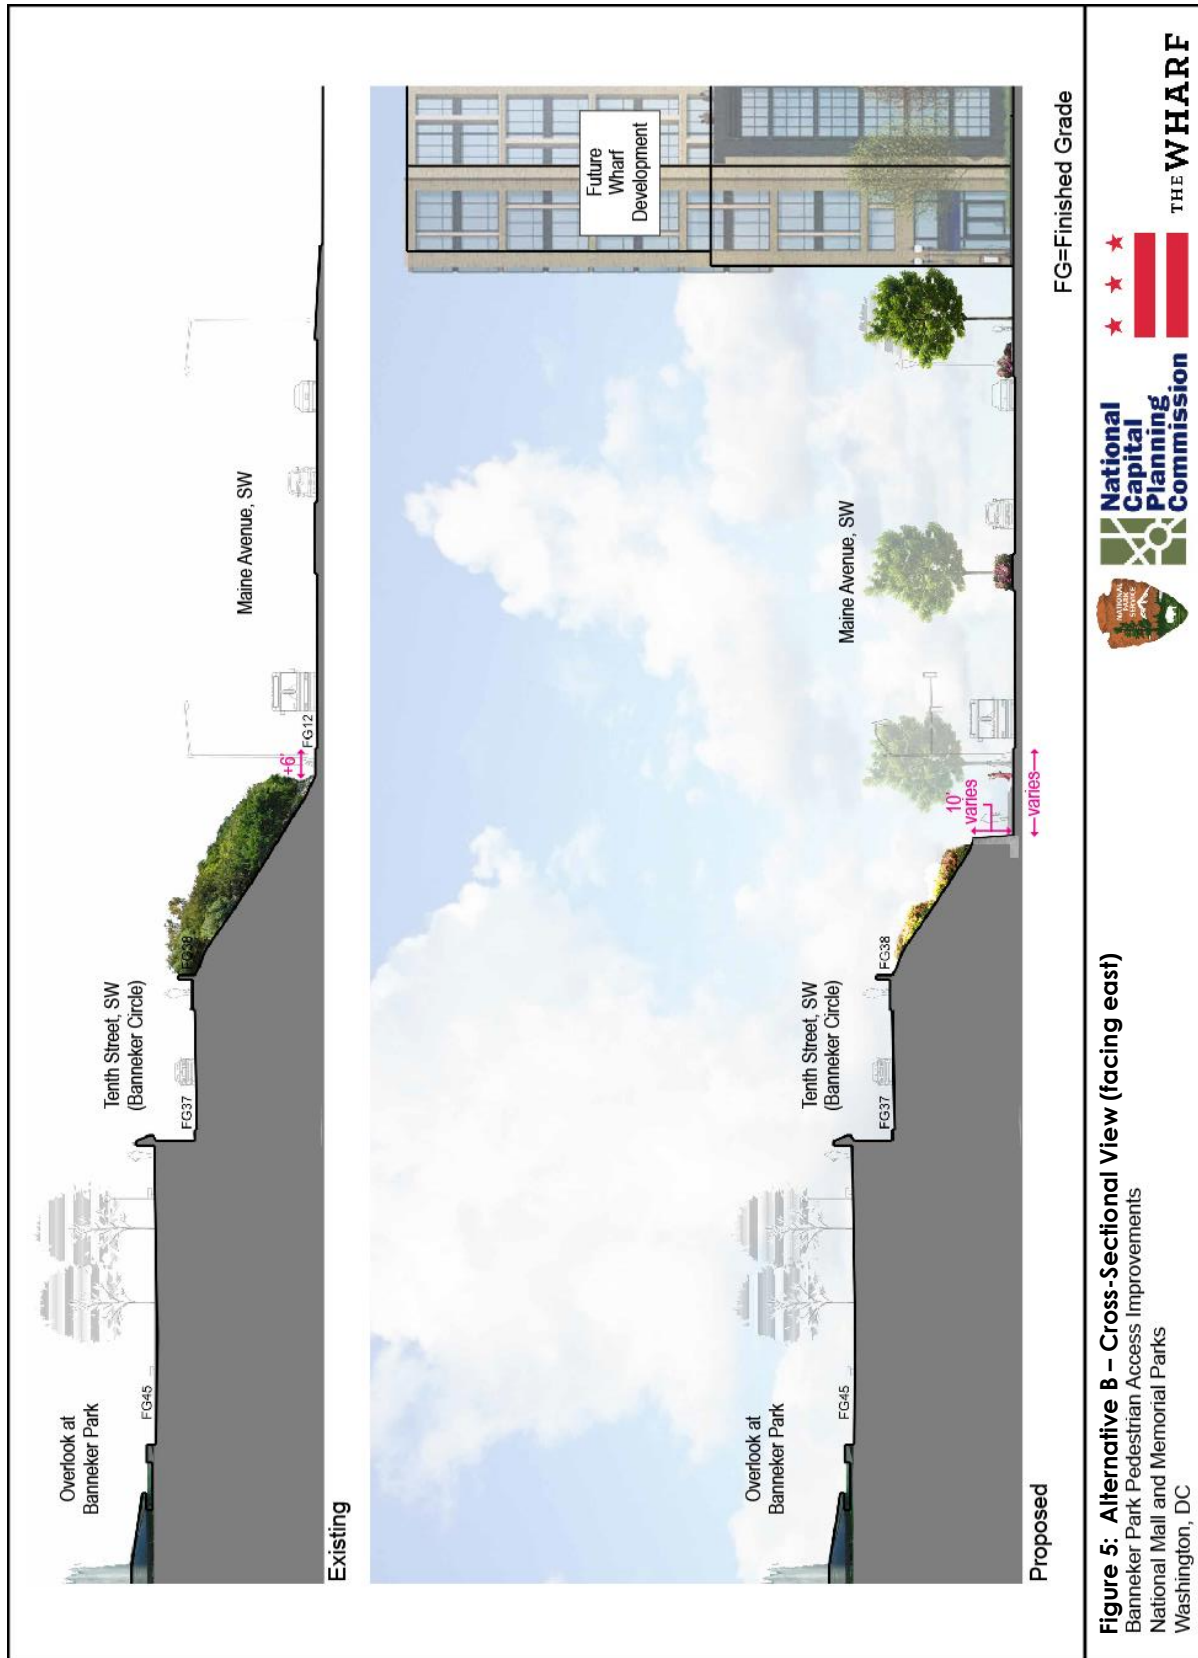 Overlook at
Banneker Park
FG45
Tenth Street, SW
(Banneker Circle)
FG37
FG38
+6'
FG12
Maine Avenue, SW
Existing
Overlook at
Banneker Park
FG45
Tenth Street, SW
(Banneker Circle)
FG37
FG38
10'
varies
varies
Maine Avenue, SW
Future
Wharf
Development
Proposed
FG=Finished Grade
Figure 5: Alternative B – Cross-Sectional View (facing east)
Banneker Park Pedestrian Access Improvements
National Mall and Memorial Parks
Washington, DC
NATIONAL
PARK
SERVICE
National
Capital
Planning
Commission
THE WHARF